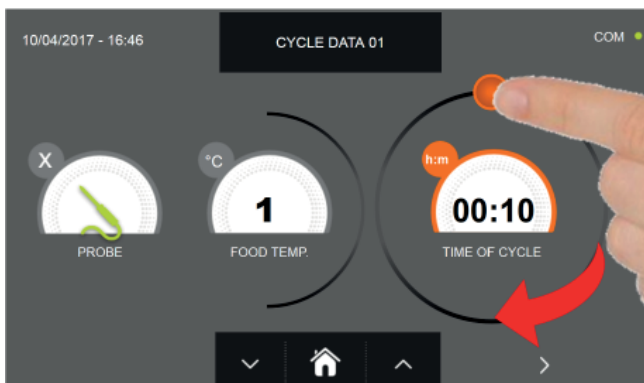 10/04/2017 - 16:46
CYCLE DATA 01
COM
X
°C
h:m
1
00:10
PROBE
FOOD TEMP.
TIME OF CYCLE